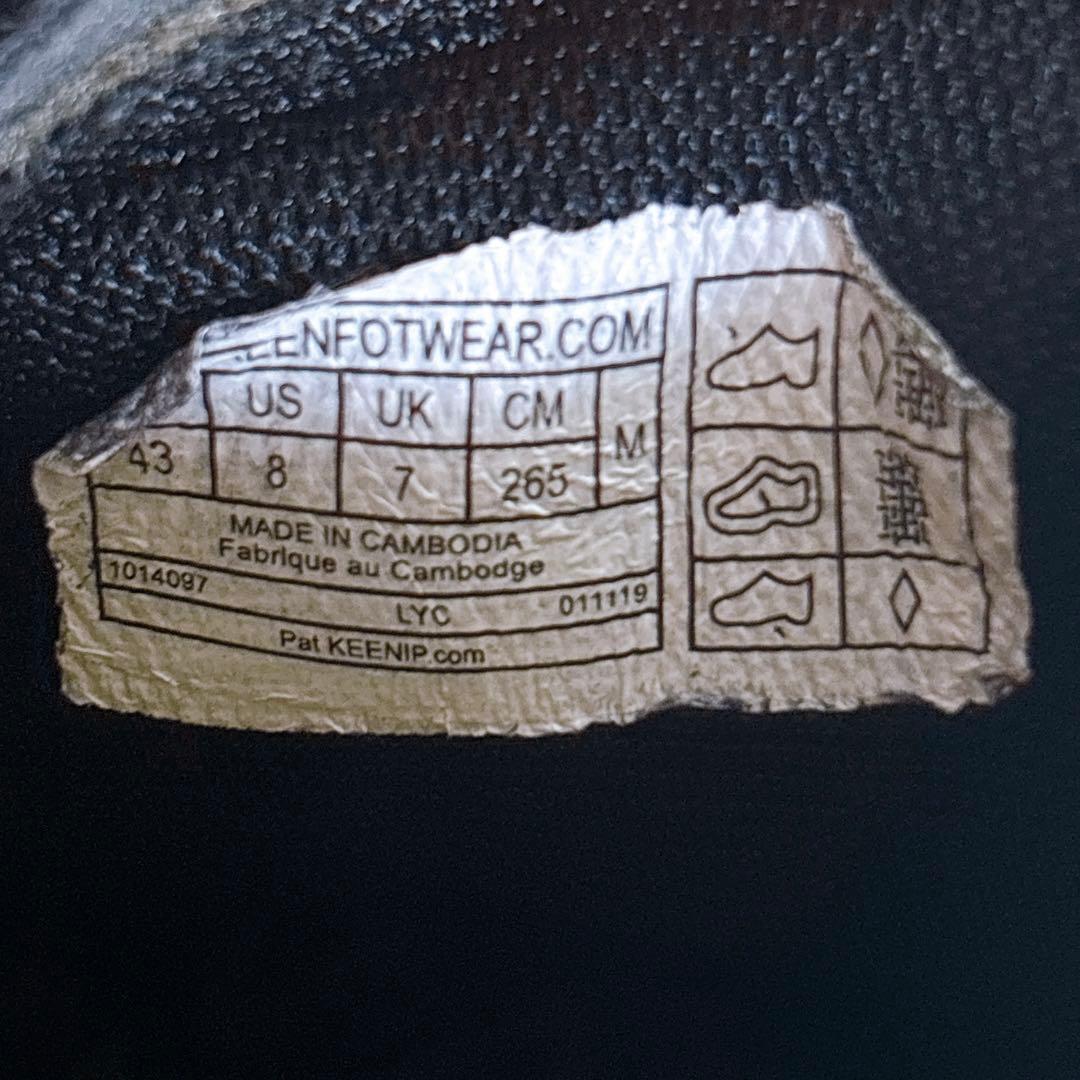 EENFOTWEAR.COM
US UK CM M
43 8 7 265
MADE IN CAMBODIA
Fabrique au Cambodge
1014097 LYC 011119
Pat KEENIP.com